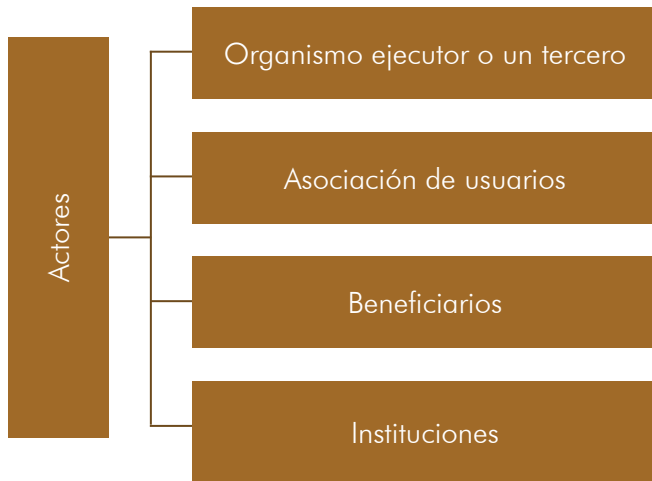 Actores
Organismo ejecutor o un tercero
Asociación de usuarios
Beneficiarios
Instituciones